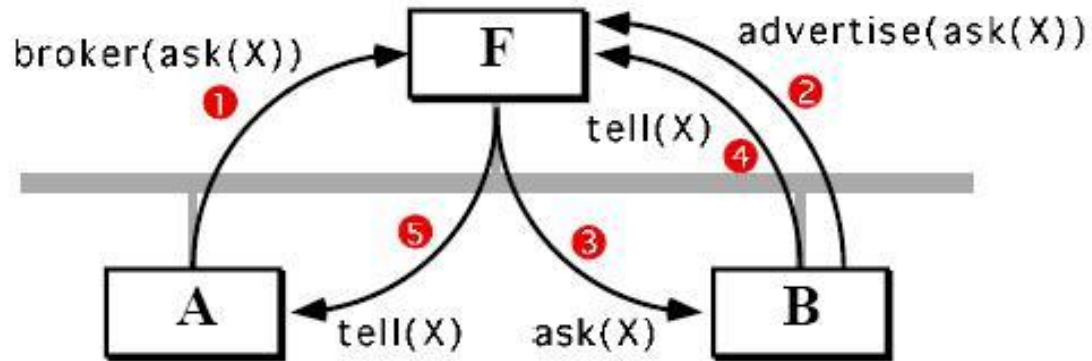 F
broker(ask(X))
advertise(ask(X))
1
2
tell(X)
4
5
3
A
B
tell(X)
ask(X)